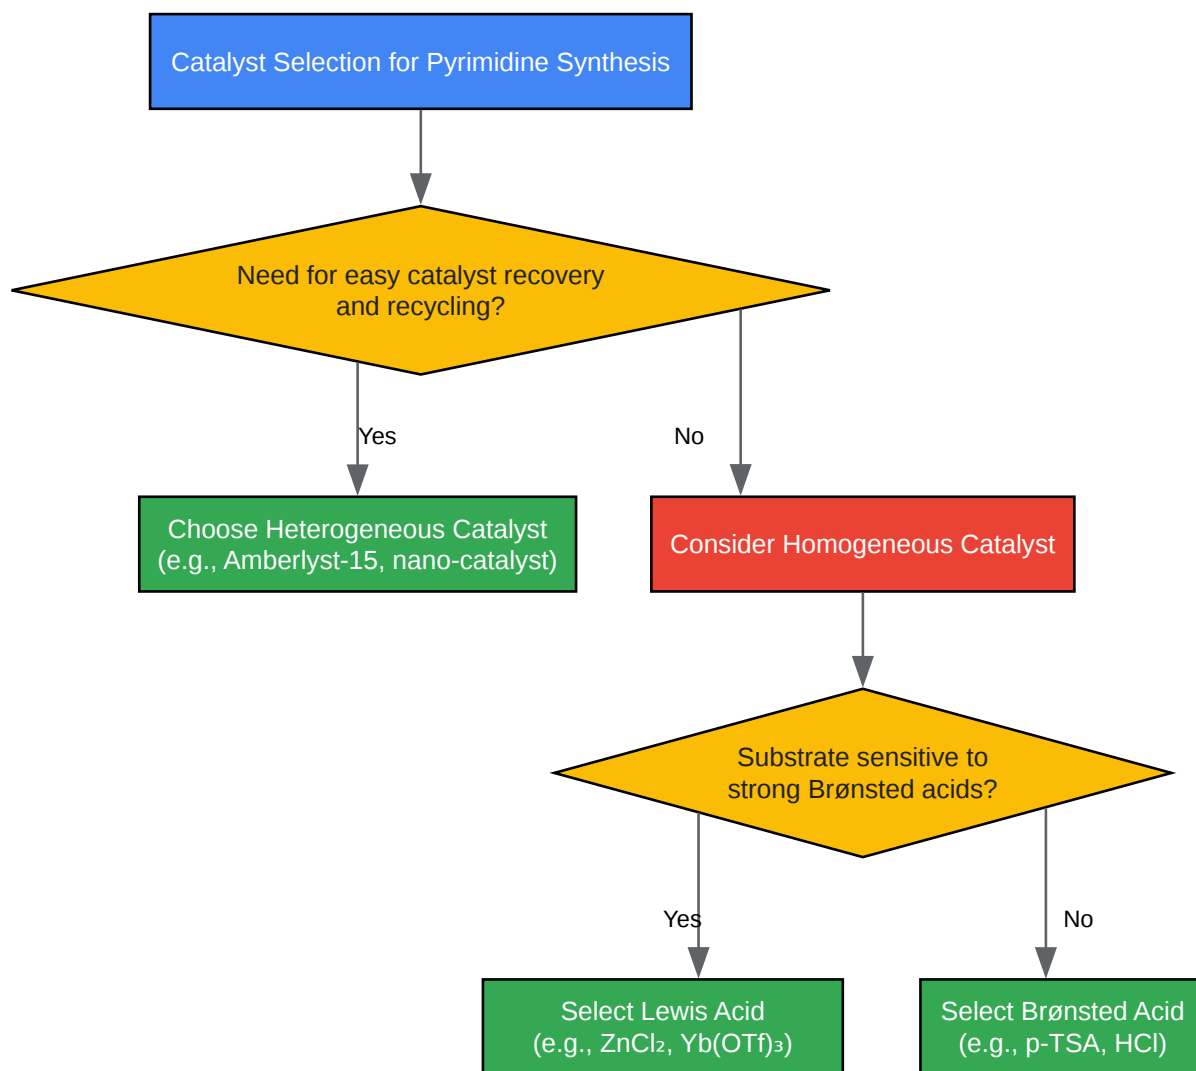 Catalyst Selection for Pyrimidine Synthesis
Need for easy catalyst recovery
and recycling?
Yes
No
Choose Heterogeneous Catalyst
(e.g., Amberlyst-15, nano-catalyst)
Consider Homogeneous Catalyst
Substrate sensitive to
strong Brønsted acids?
Yes
No
Select Lewis Acid
(e.g., ZnCl₂, Yb(OTf)₃)
Select Brønsted Acid
(e.g., p-TSA, HCl)